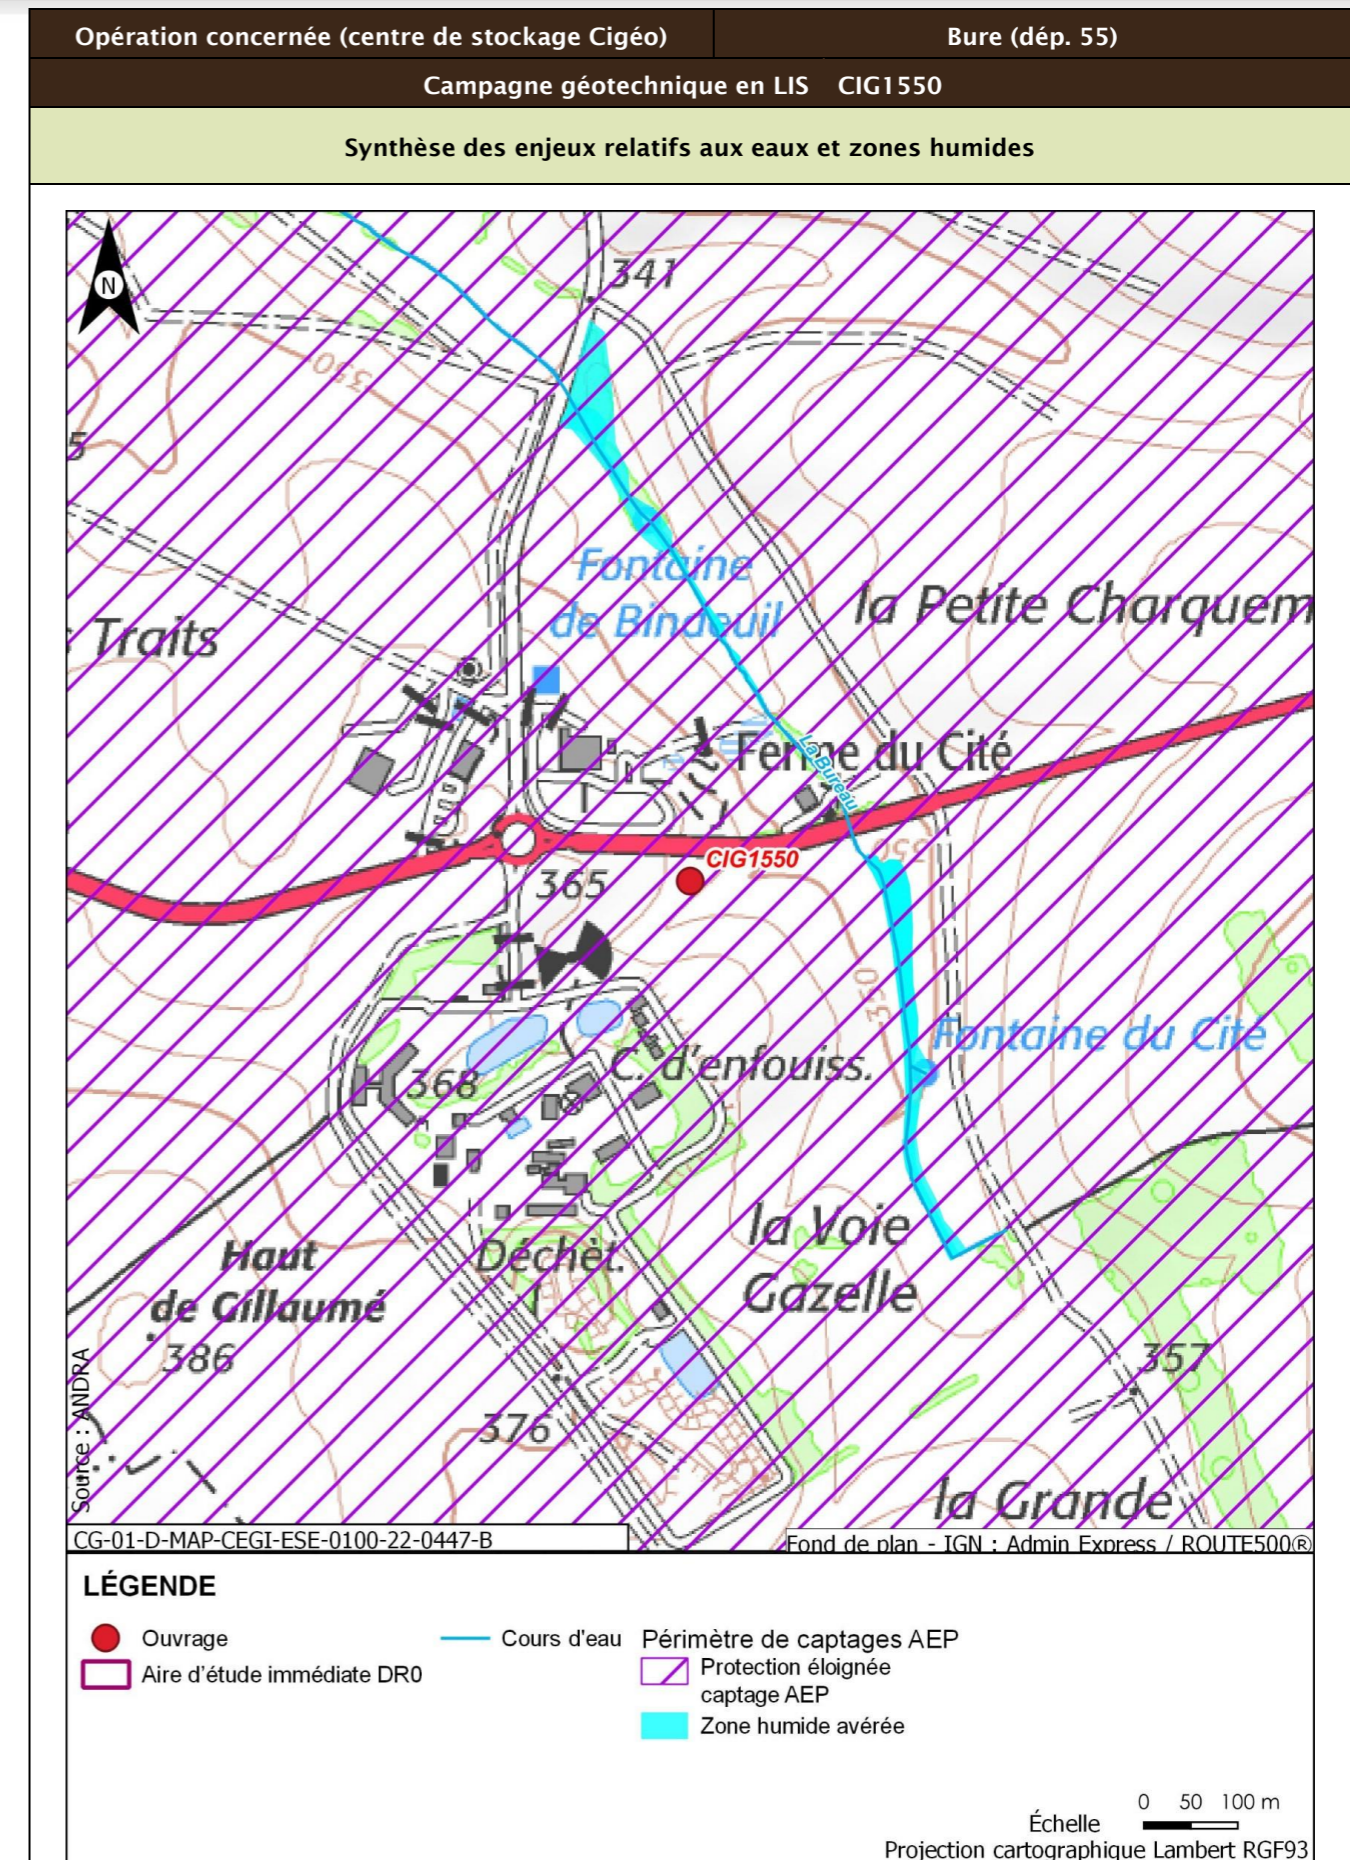 Opération concernée (centre de stockage Cigéo)
Bure (dép. 55)
Campagne géotechnique en LIS CIG1550
Synthèse des enjeux relatifs aux eaux et zones humides
N
341
350
5
Fontaine
de Bindeuil
la Petite Charquem
Traits
Ferme du Cité
La Bureau
CIG1550
350
365
350
Fontaine du Cité
C. d'enfouiss.
368
la Voie
Gazelle
Haut
de Gillaumé
Déchèt.
386
357
376
la Grande
Source : ANDRA
CG-01-D-MAP-CEGI-ESE-0100-22-0447-B
Fond de plan - IGN : Admin Express / ROUTE500®
LÉGENDE
Ouvrage
Aire d'étude immédiate DR0
Cours d'eau
Périmètre de captages AEP
Protection éloignée
captage AEP
Zone humide avérée
0 50 100 m
Échelle
Projection cartographique Lambert RGF93